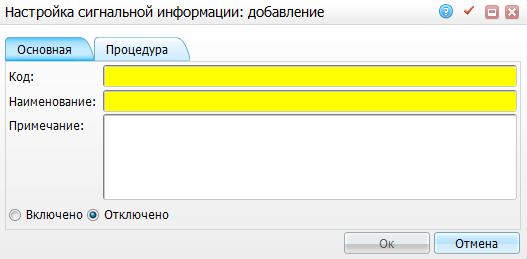 Настройка сигнальной информации: добавление
Основная Процедура
Код:
Наименование:
Примечание:
Включено Отключено
Ок Отмена